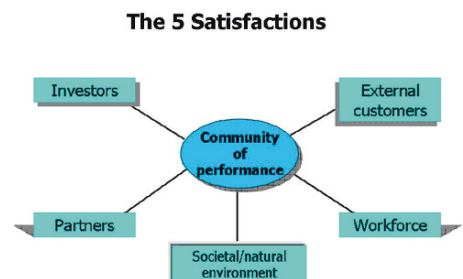 The 5 Satisfactions
Investors
External
customers
Community
of
performance
Partners
Workforce
Societal/natural
environment